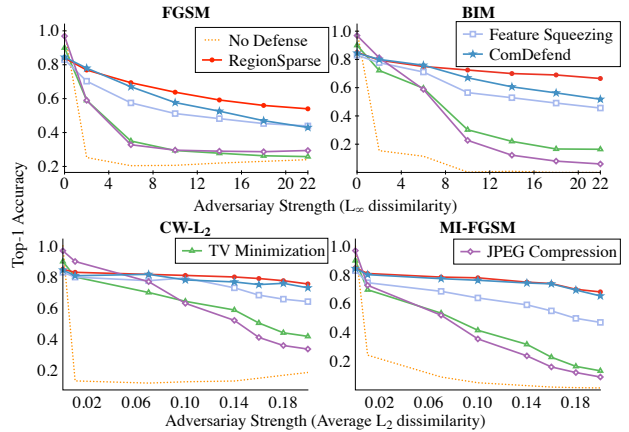 FGSM
BIM
No Defense
RegionSparse
Feature Squeezing
ComDefend
1.0
0.8
0.6
0.4
0.2
1.0
0.8
0.6
0.4
0.2
0 4 8 12 16 20 22
0 4 8 12 16 20 22
Adversariay Strength (L∞ dissimilarity)
Top-1 Accuracy
CW-L2
MI-FGSM
TV Minimization
JPEG Compression
1.0
0.8
0.6
0.4
0.2
1.0
0.8
0.6
0.4
0.2
0.02 0.06 0.10 0.14 0.18
0.02 0.06 0.10 0.14 0.18
Adversariay Strength (Average L2 dissimilarity)